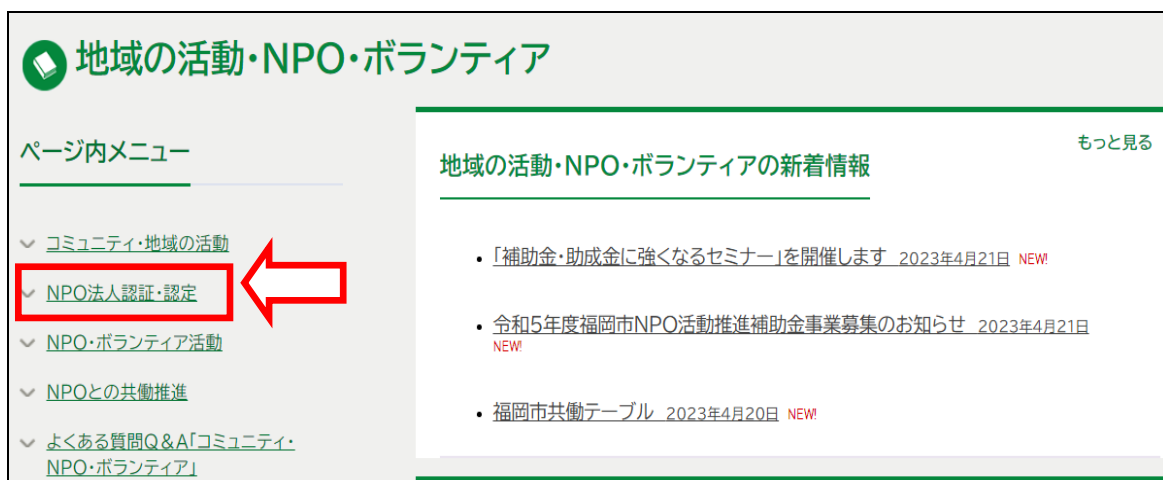 地域の活動・NPO・ボランティア
ページ内メニュー
コミュニティ・地域の活動
NPO法人認証・認定
NPO・ボランティア活動
NPOとの共働推進
よくある質問Q&A「コミュニティ・
NPO・ボランティア」
もっと見る
地域の活動・NPO・ボランティアの新着情報
「補助金・助成金に強くなるセミナー」を開催します 2023年4月21日 NEW!
令和5年度福岡市NPO活動推進補助金事業募集のお知らせ 2023年4月21日
NEW!
福岡市共働テーブル 2023年4月20日 NEW!